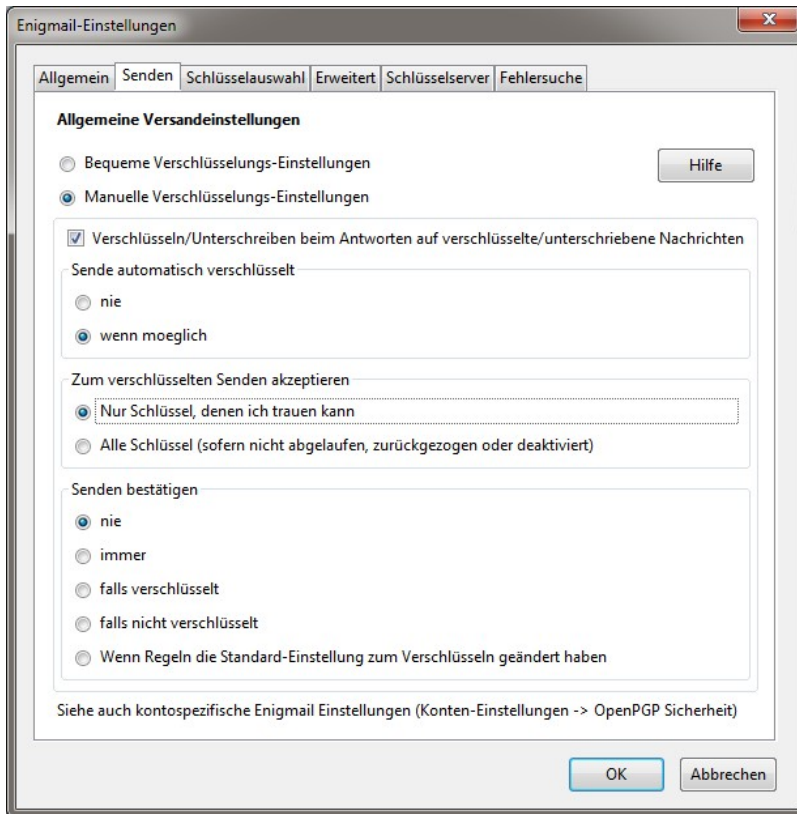 Enigmail-Einstellungen
Allgemein Senden Schlüsselauswahl Erweitert Schlüsselserver Fehlersuche
Allgemeine Versandeinstellungen
Bequeme Verschlüsselungs-Einstellungen
Hilfe
Manuelle Verschlüsselungs-Einstellungen
Verschlüsseln/Unterschreiben beim Antworten auf verschlüsselte/unterschriebene Nachrichten
Sende automatisch verschlüsselt
nie
wenn moeglich
Zum verschlüsselten Senden akzeptieren
Nur Schlüssel, denen ich trauen kann
Alle Schlüssel (sofern nicht abgelaufen, zurückgezogen oder deaktiviert)
Senden bestätigen
nie
immer
falls verschlüsselt
falls nicht verschlüsselt
Wenn Regeln die Standard-Einstellung zum Verschlüsseln geändert haben
Siehe auch kontospezifische Enigmail Einstellungen (Konten-Einstellungen -> OpenPGP Sicherheit)
OK Abbrechen